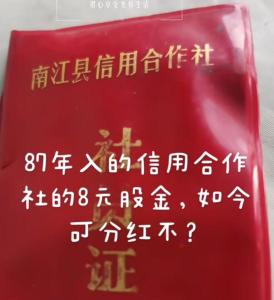 南江县信用合作社
社员证
87年入的信用合作
社的8元股金,如今
可分红不?